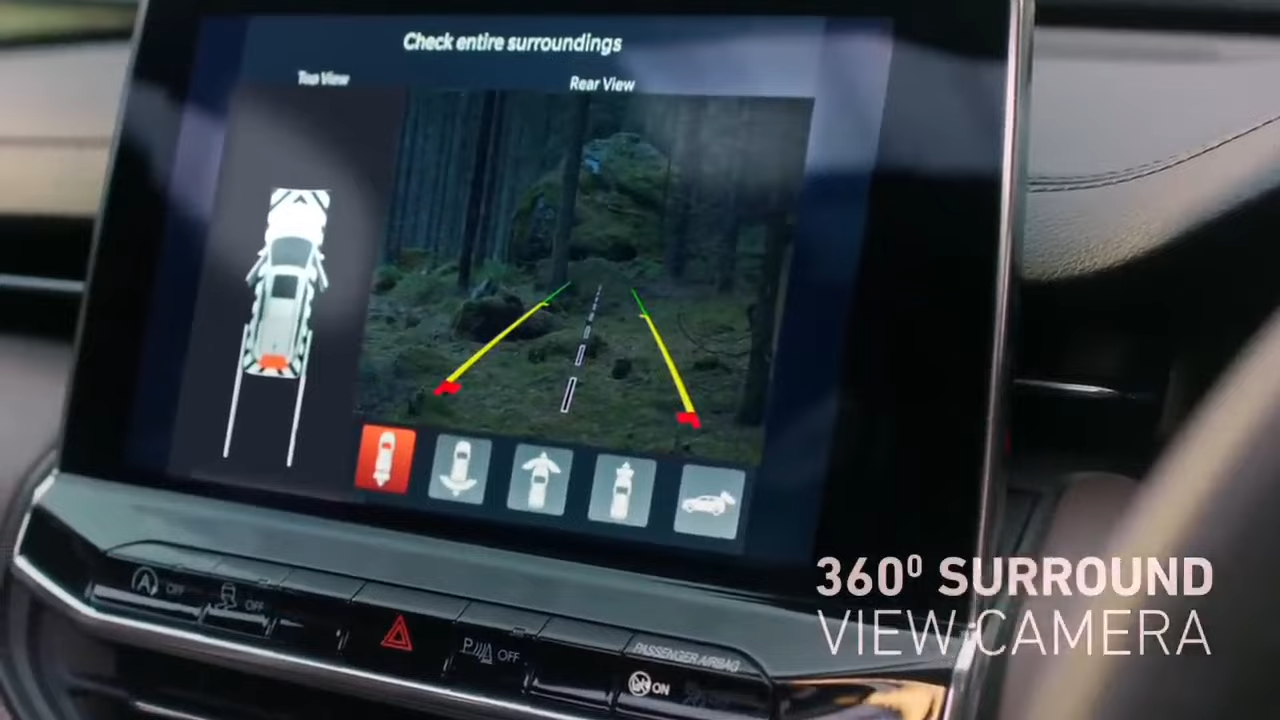 Check entire surroundings
Top View
Rear View
360⁰ SURROUND
VIEW CAMERA
A OFF
OFF
P OFF
PASSENGER AIRBAG
ON